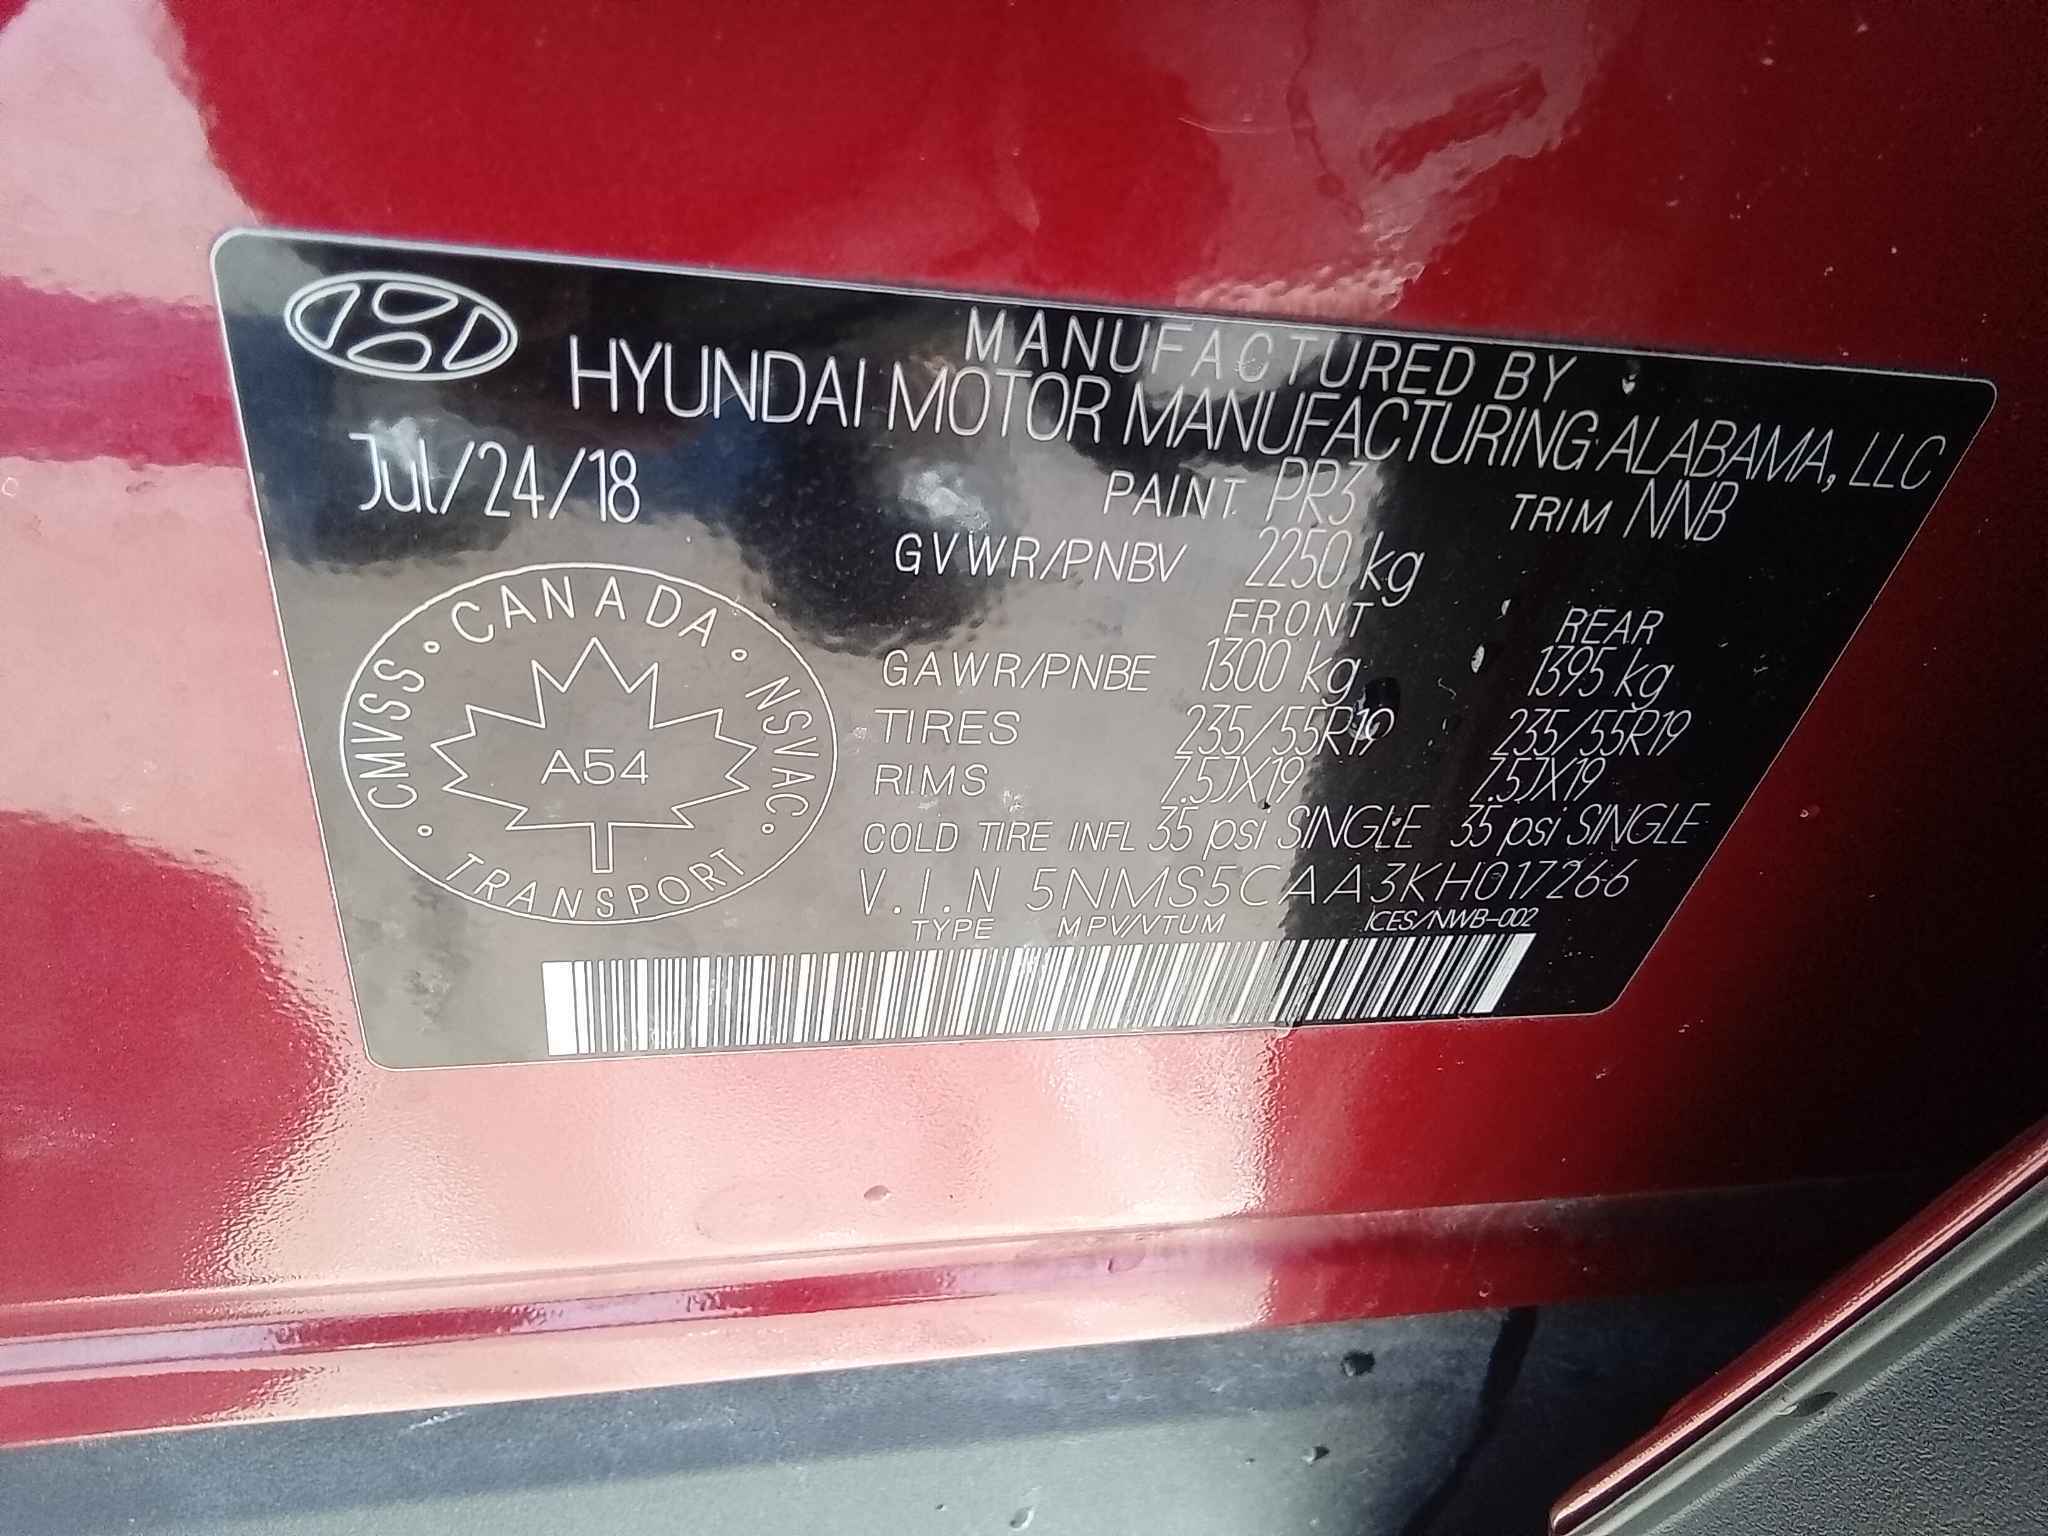 MANUFACTURED BY
HYUNDAI MOTOR MANUFACTURING ALABAMA, LLC
Jul/24/18
PAINT PR3 TRIM NNB
GVWR/PNBV 2250 kg
FRONT REAR
GAWR/PNBE 1300 kg 1395 kg
TIRES 235/55R19 235/55R19
RIMS 7.5JX19 7.5JX19
COLD TIRE INFL 35 psi SINGLE 35 psi SINGLE
V.I.N 5NMS5CAA3KH017266
TYPE MPV/VTUM ICES/NWB-002
CANADA
CMVSS • NSVAC
A54
TRANSPORT